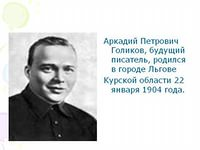 Аркадий Петрович
Голиков, будущий
писатель, родился
в городе Льгове
Курской области 22
января 1904 года.